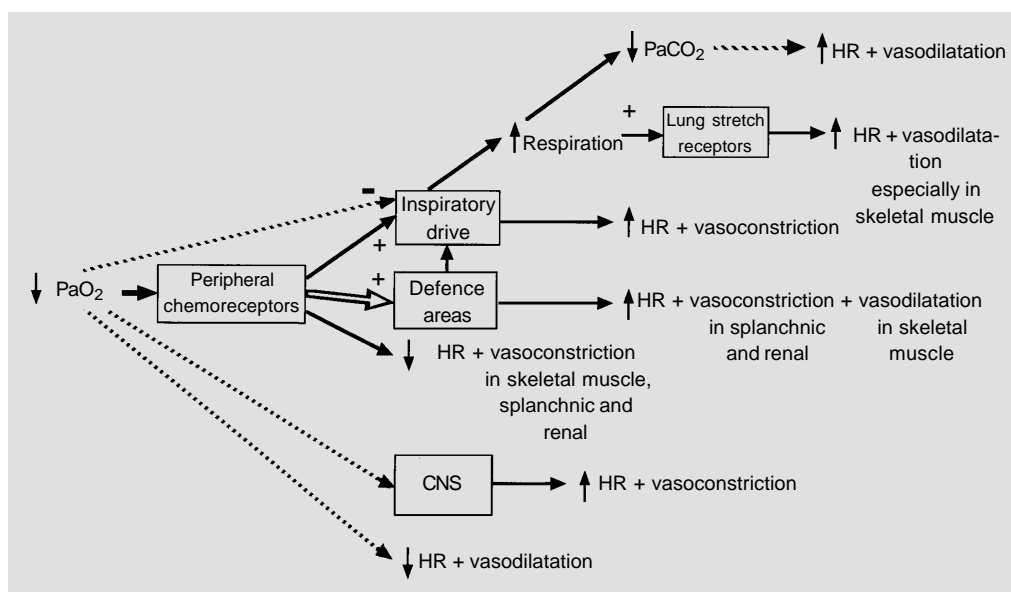 PaCO2
HR + vasodilatation
+
Respiration
Lung stretch
receptors
HR + vasodilata-
tion
especially in
skeletal muscle
-
Inspiratory
drive
HR + vasoconstriction
+
PaO2
Peripheral
chemoreceptors
+
Defence
areas
HR + vasoconstriction + vasodilatation
in splanchnic in skeletal
and renal muscle
HR + vasoconstriction
in skeletal muscle,
splanchnic and
renal
CNS
HR + vasoconstriction
HR + vasodilatation